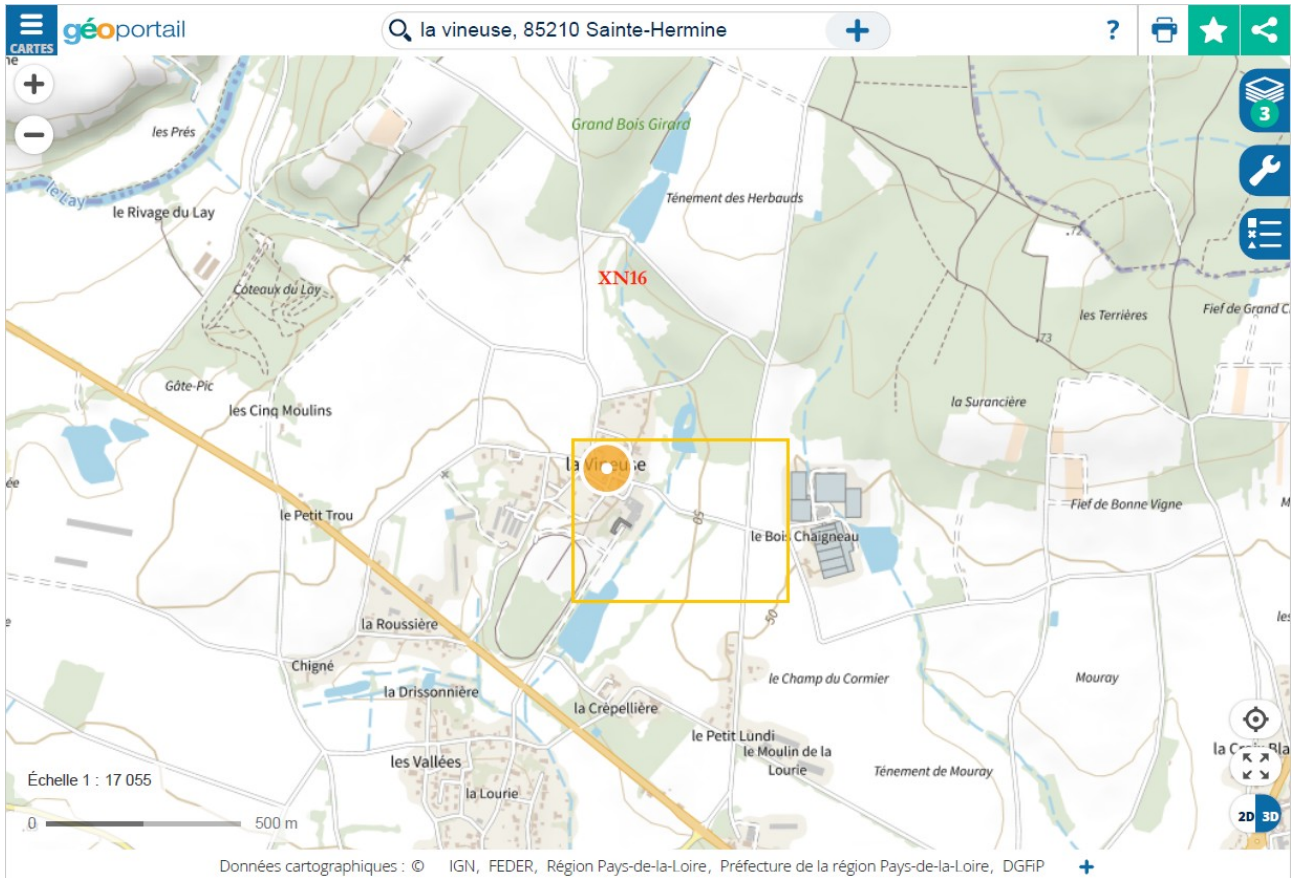 CARTES
géoportail
la vineuse, 85210 Sainte-Hermine
?
3
les Prés
Grand Bois Girard
le Lay
le Rivage du Lay
Ténement des Herbauds
72
XN16
Coteaux du Lay
les Terrières
Fief de Grand C
73
Gâte-Pic
les Cinq Moulins
la Surancière
la Vineuse
ée
le Petit Trou
50
Fief de Bonne Vigne
M
le Bois Chaigneau
50
la Roussière
les
Chigné
la Drissonnière
le Champ du Cormier
Mouray
la Crépellière
le Petit Lundi
le Moulin de la
Lourie
les Vallées
Ténement de Mouray
Échelle 1 : 17 055
la Lourie
0
500 m
2D 3D
Données cartographiques : © IGN, FEDER, Région Pays-de-la-Loire, Préfecture de la région Pays-de-la-Loire, DGFiP